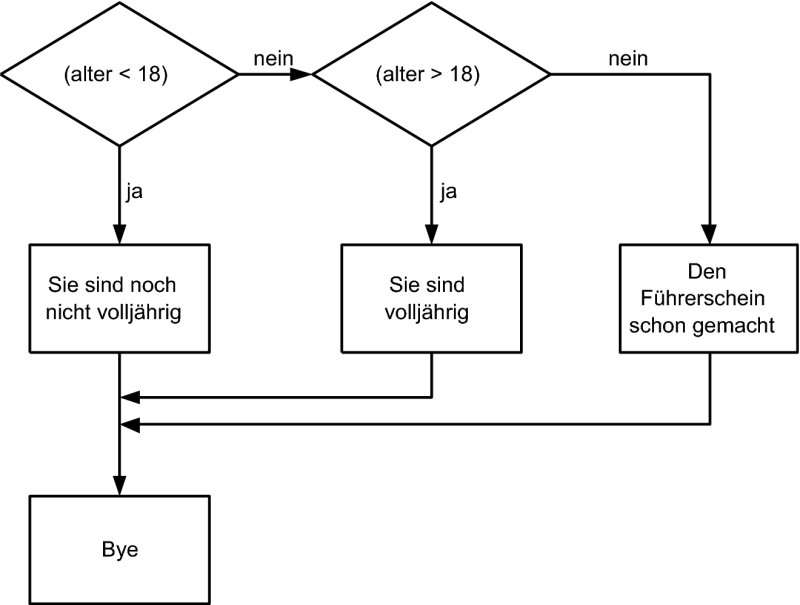 (alter < 18)
nein
(alter > 18)
nein
ja
ja
Sie sind noch
nicht volljährig
Sie sind
volljährig
Den
Führerschein
schon gemacht
Bye